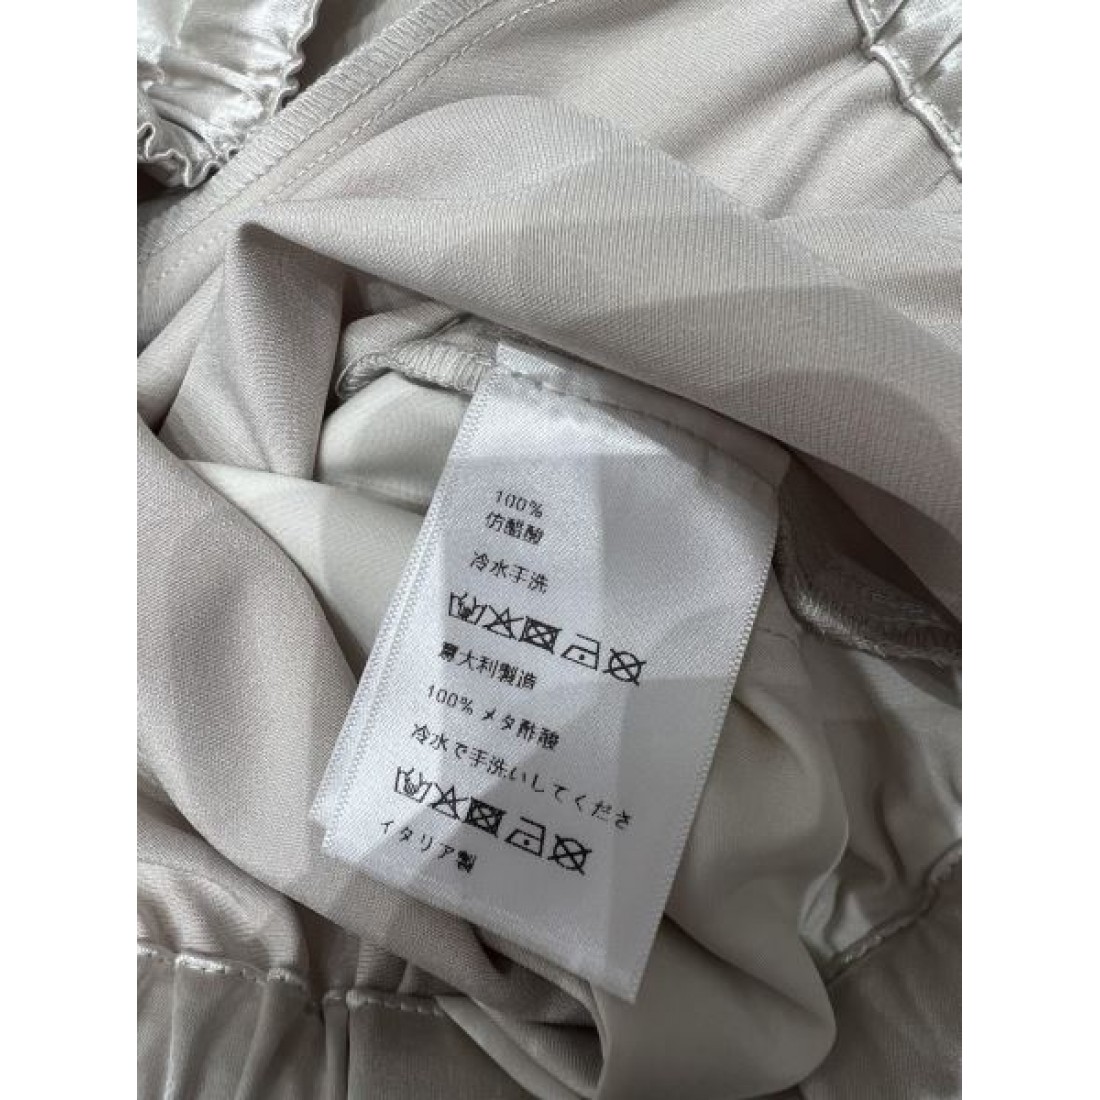 100%
仿醋酸
冷水手洗
意大利製造
100% メタ酢酸
冷水で手洗いしてくださ
イタリア製